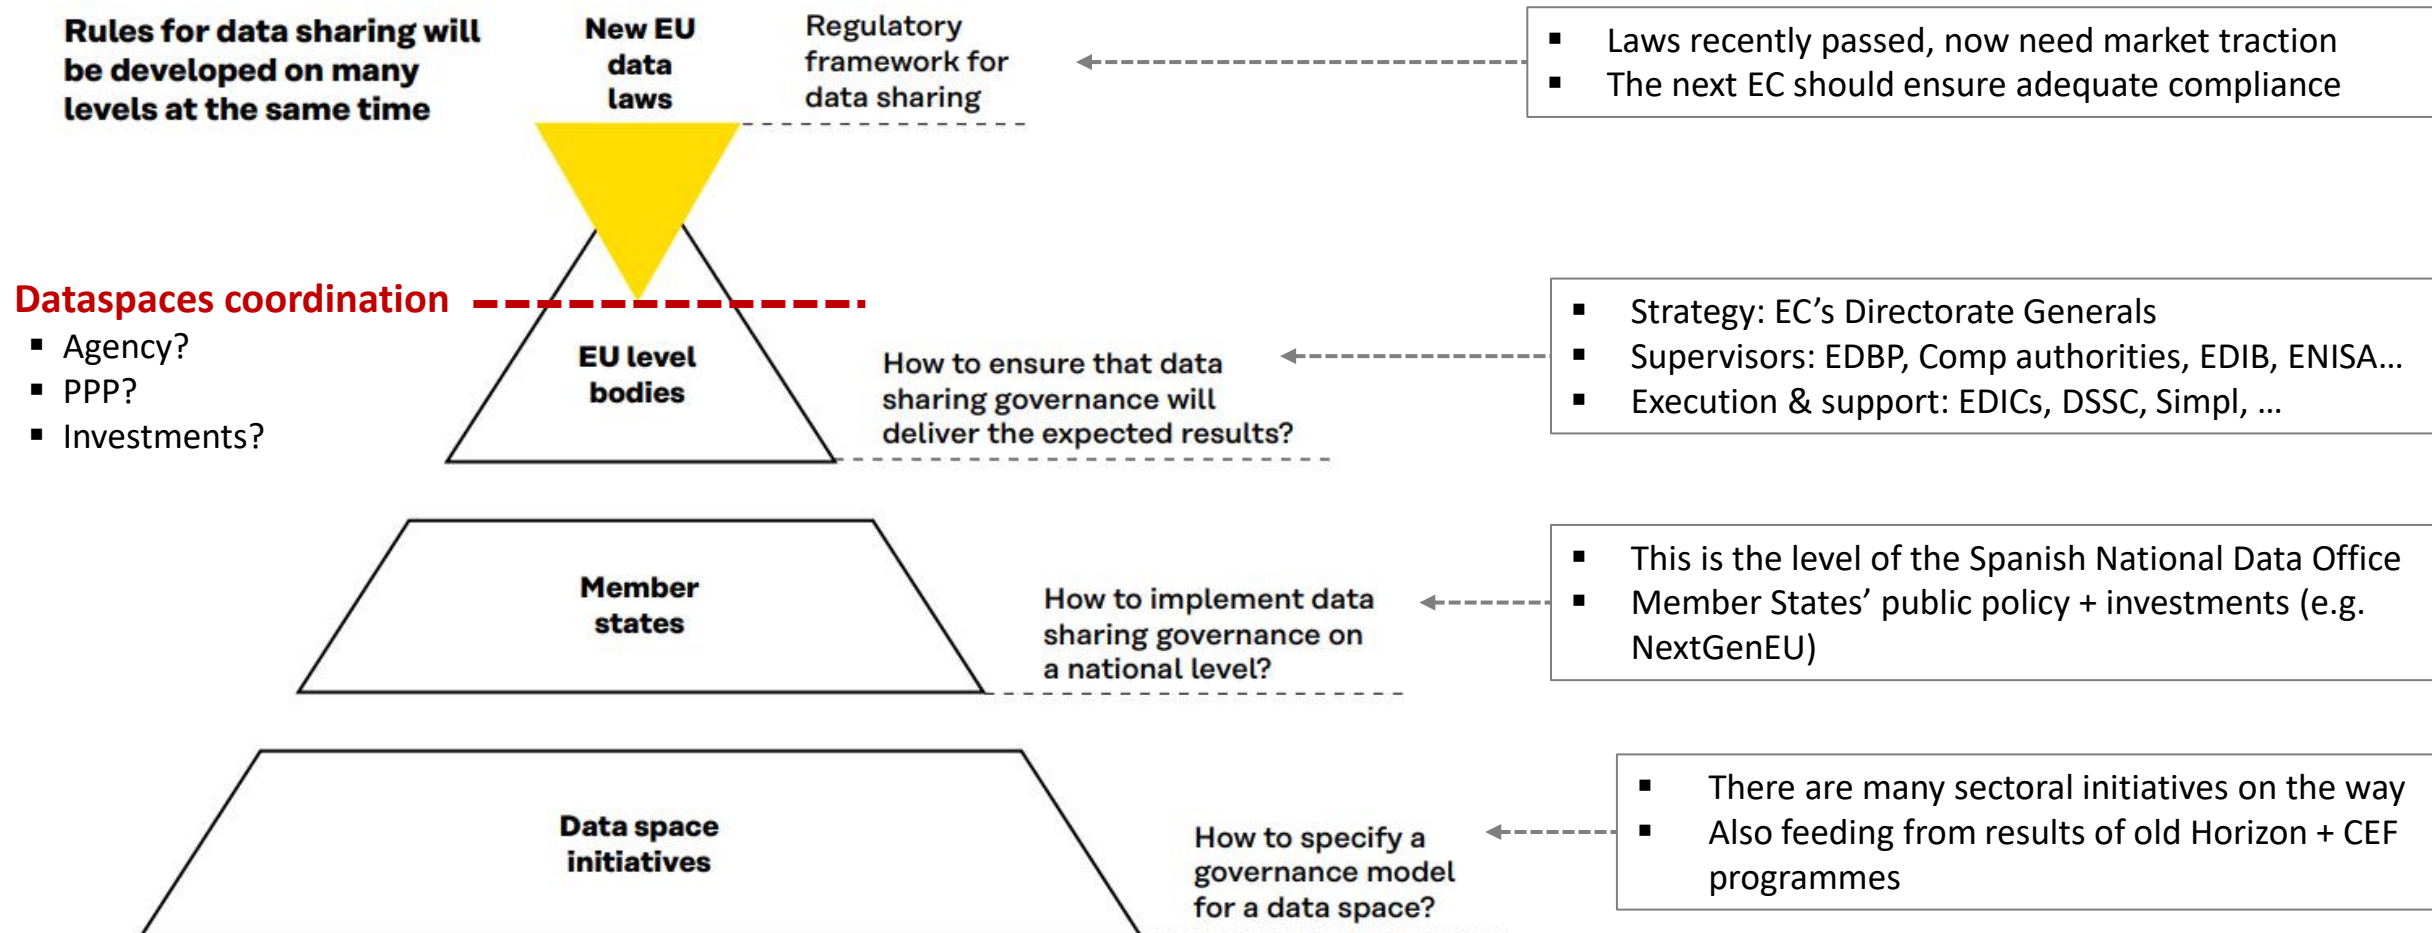 Rules for data sharing will
be developed on many
levels at the same time
New EU
data
laws
Regulatory
framework for
data sharing
▪ Laws recently passed, now need market traction
▪ The next EC should ensure adequate compliance
Dataspaces coordination
▪ Agency?
▪ PPP?
▪ Investments?
EU level
bodies
How to ensure that data
sharing governance will
deliver the expected results?
▪ Strategy: EC’s Directorate Generals
▪ Supervisors: EDBP, Comp authorities, EDIB, ENISA…
▪ Execution & support: EDICs, DSSC, Simpl, …
Member
states
How to implement data
sharing governance on
a national level?
▪ This is the level of the Spanish National Data Office
▪ Member States’ public policy + investments (e.g.
NextGenEU)
Data space
initiatives
How to specify a
governance model
for a data space?
▪ There are many sectoral initiatives on the way
▪ Also feeding from results of old Horizon + CEF
programmes